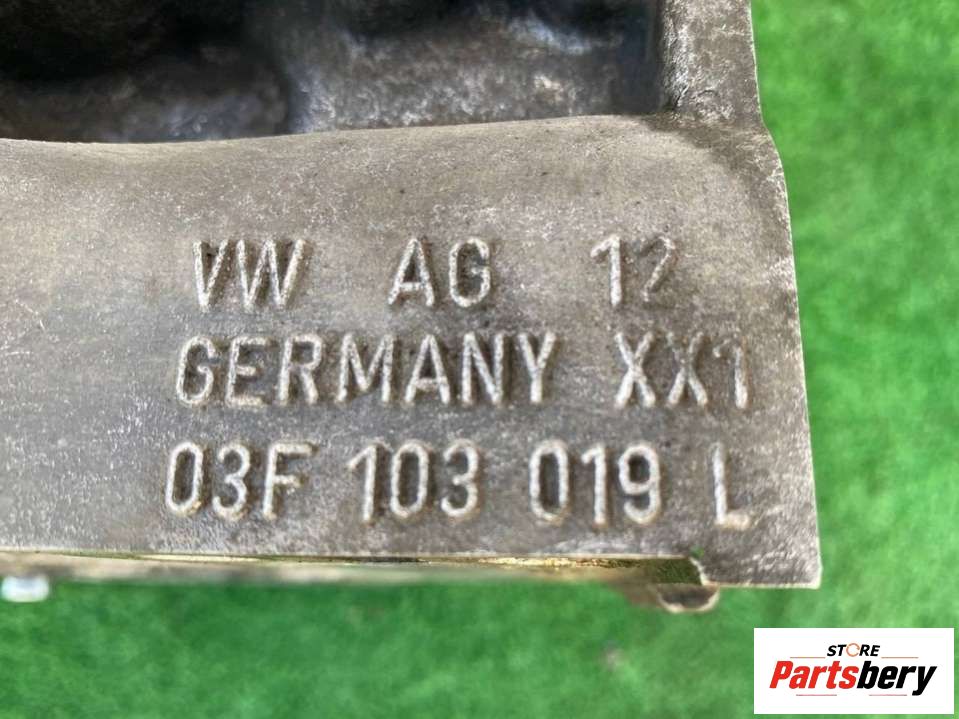 VW AG 12
GERMANY XX1
03F 103 019 L
STORE
Partsbery